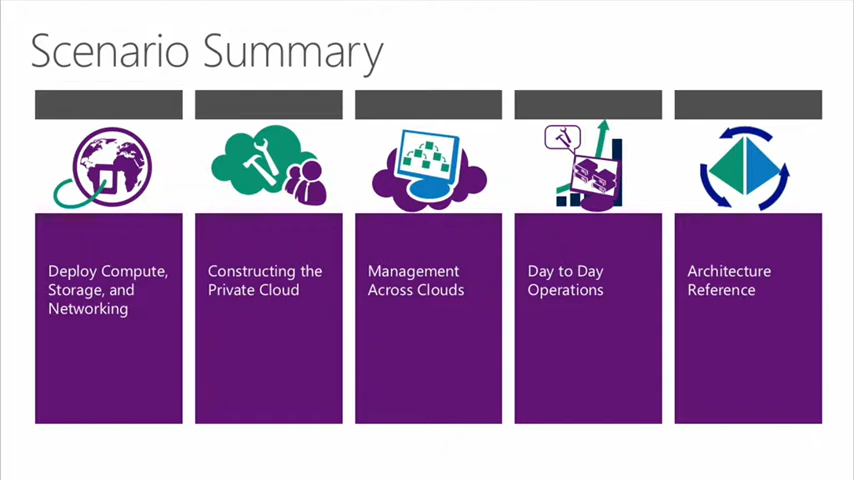 Scenario Summary
Deploy Compute,
Storage, and
Networking
Constructing the
Private Cloud
Management
Across Clouds
Day to Day
Operations
Architecture
Reference